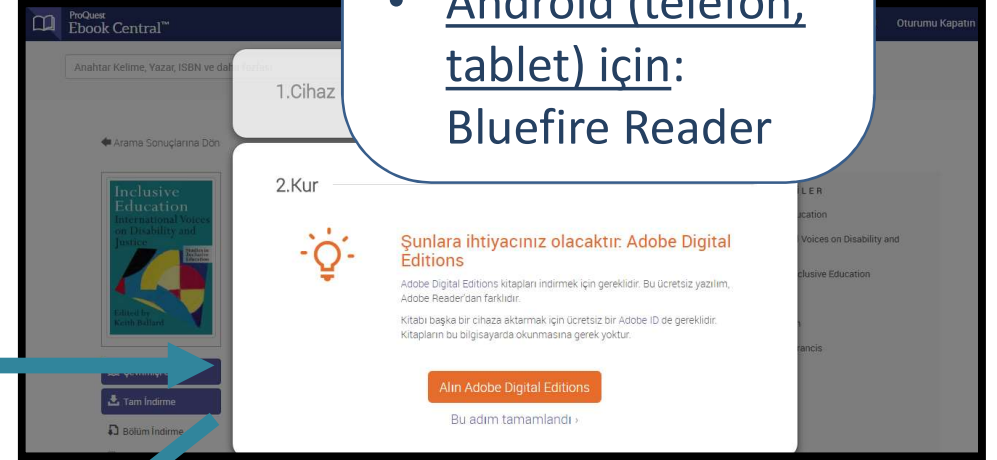 ProQuest
Ebook Central™
Oturumu Kapatın
• Android (telefon,
tablet) için:
Bluefire Reader
Anahtar Kelime, Yazar, ISBN ve daha fazlası
1.Cihaz
Arama Sonuçlarına Dön
Inclusive
Education
International Voices
on Disability and
Justice
Edited by
Keith Ballard
Tam İndirme
Bölüm İndirme
2.Kur
Şunlara ihtiyacınız olacaktır: Adobe Digital
Editions
Adobe Digital Editions kitapları indirmek için gereklidir. Bu ücretsiz yazılım,
Adobe Reader'dan farklıdır.
Kitabı başka bir cihaza aktarmak için ücretsiz bir Adobe ID de gereklidir.
Kitapların bu bilgisayarda okunmasına gerek yoktur.
Alın Adobe Digital Editions
Bu adım tamamlandı ›
LER
ucation
Voices on Disability and
clusive Education
rancis